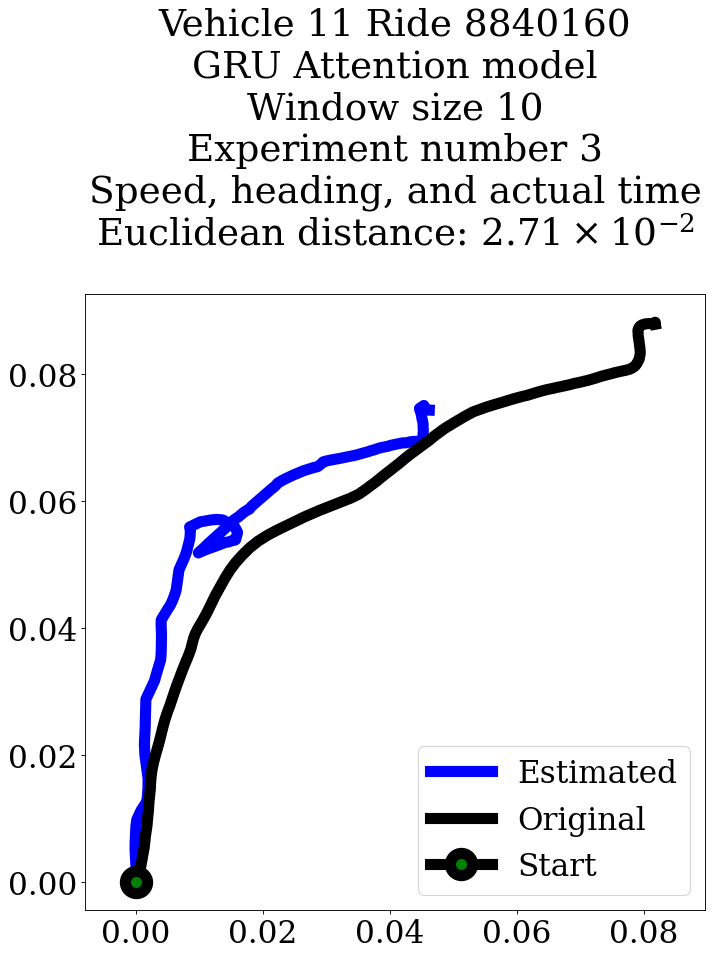 Vehicle 11 Ride 8840160
GRU Attention model
Window size 10
Experiment number 3
Speed, heading, and actual time
Euclidean distance: 2.71 × 10⁻²
0.08
0.06
0.04
0.02
0.00
Estimated
Original
Start
0.00 0.02 0.04 0.06 0.08